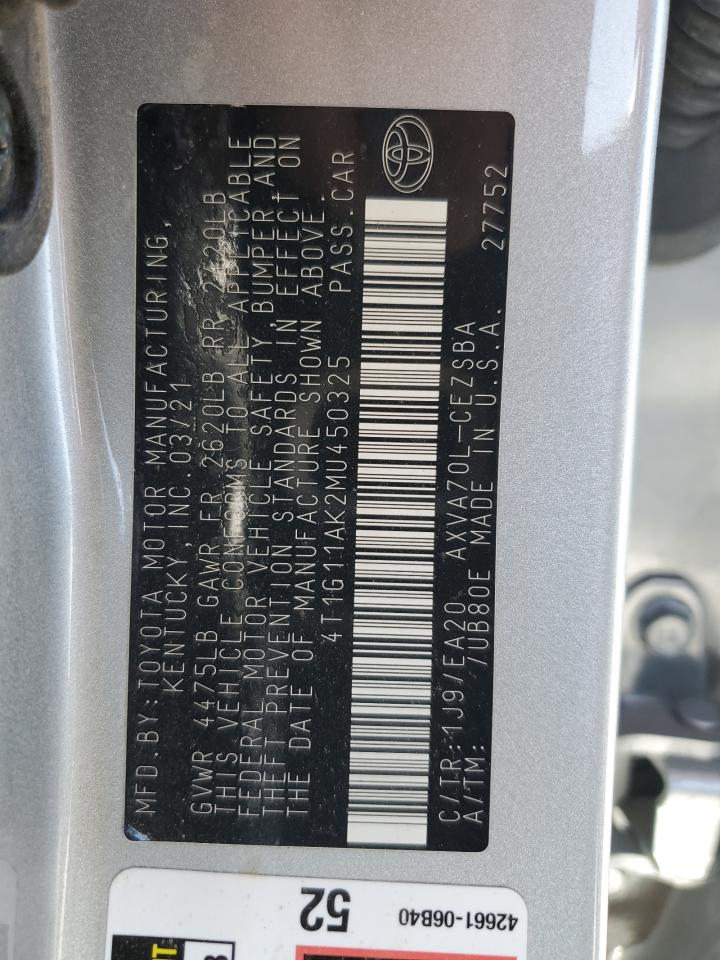 MFD.BY:TOYOTA MOTOR MANUFACTURING,
KENTUCKY,INC.03/21
GVWR 4475LB GAWR FR 2620LB RR 2620LB
THIS VEHICLE CONFORMS TO ALL APPLICABLE
FEDERAL MOTOR VEHICLE SAFETY,BUMPER,AND
THEFT PREVENTION STANDARDS IN EFFECT ON
THE DATE OF MANUFACTURE SHOWN ABOVE.
4T1G11AK2MU450325 PASS.CAR
C/TR:1J9/EA20 AXVA70L-CEZSBA
A/TM: /UB80E MADE IN U.S.A. 27752
52
42661-06B40